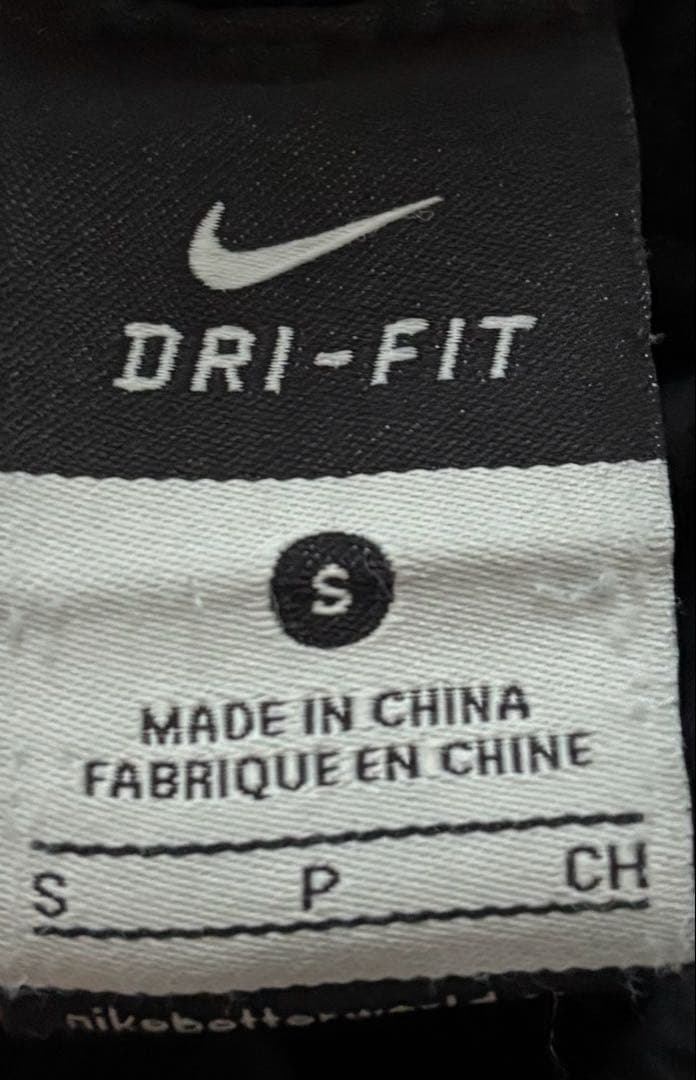 DRI-FIT
S
MADE IN CHINA
FABRIQUE EN CHINE
S P CH